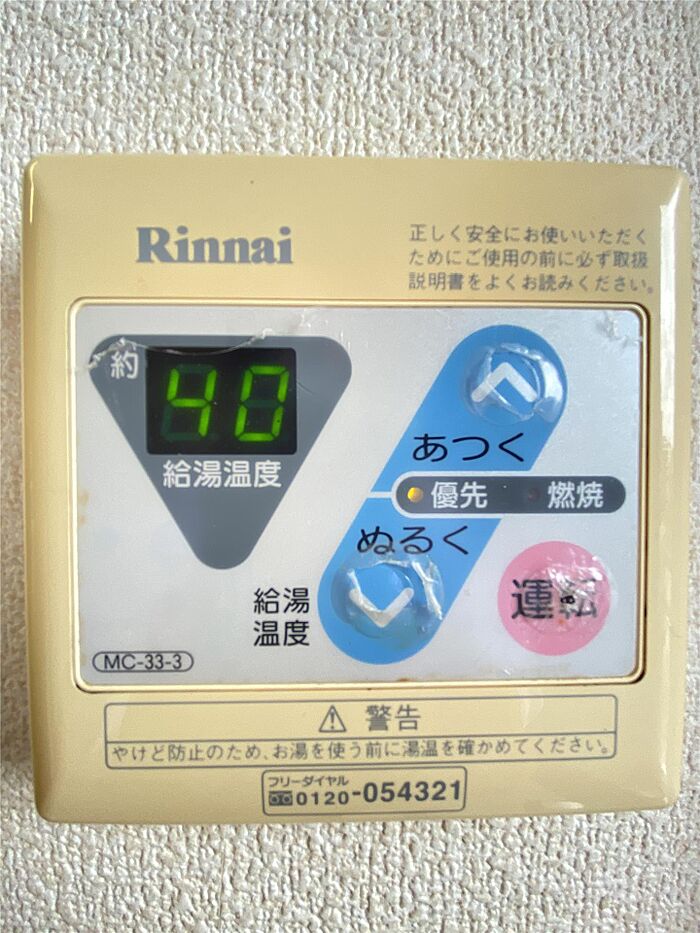 Rinnai
正しく安全にお使いいただく
ためにご使用の前に必ず取扱
説明書をよくお読みください。
約
40
給湯温度
あつく
優先
燃焼
ぬるく
給湯
温度
運転
MC-33-3
⚠ 警告
やけど防止のため、お湯を使う前に湯温を確かめてください。
フリーダイヤル
0120-054321